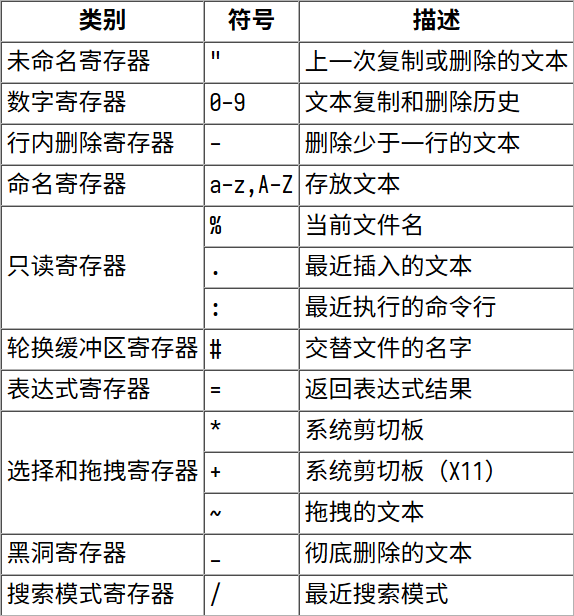 类别 符号 描述
未命名寄存器 " 上一次复制或删除的文本
数字寄存器 0-9 文本复制和删除历史
行内删除寄存器 - 删除少于一行的文本
命名寄存器 a-z,A-Z 存放文本
只读寄存器 % 当前文件名
. 最近插入的文本
: 最近执行的命令行
轮换缓冲区寄存器 # 交替文件的名字
表达式寄存器 = 返回表达式结果
选择和拖拽寄存器 * 系统剪切板
+ 系统剪切板（X11）
~ 拖拽的文本
黑洞寄存器 _ 彻底删除的文本
搜索模式寄存器 / 最近搜索模式